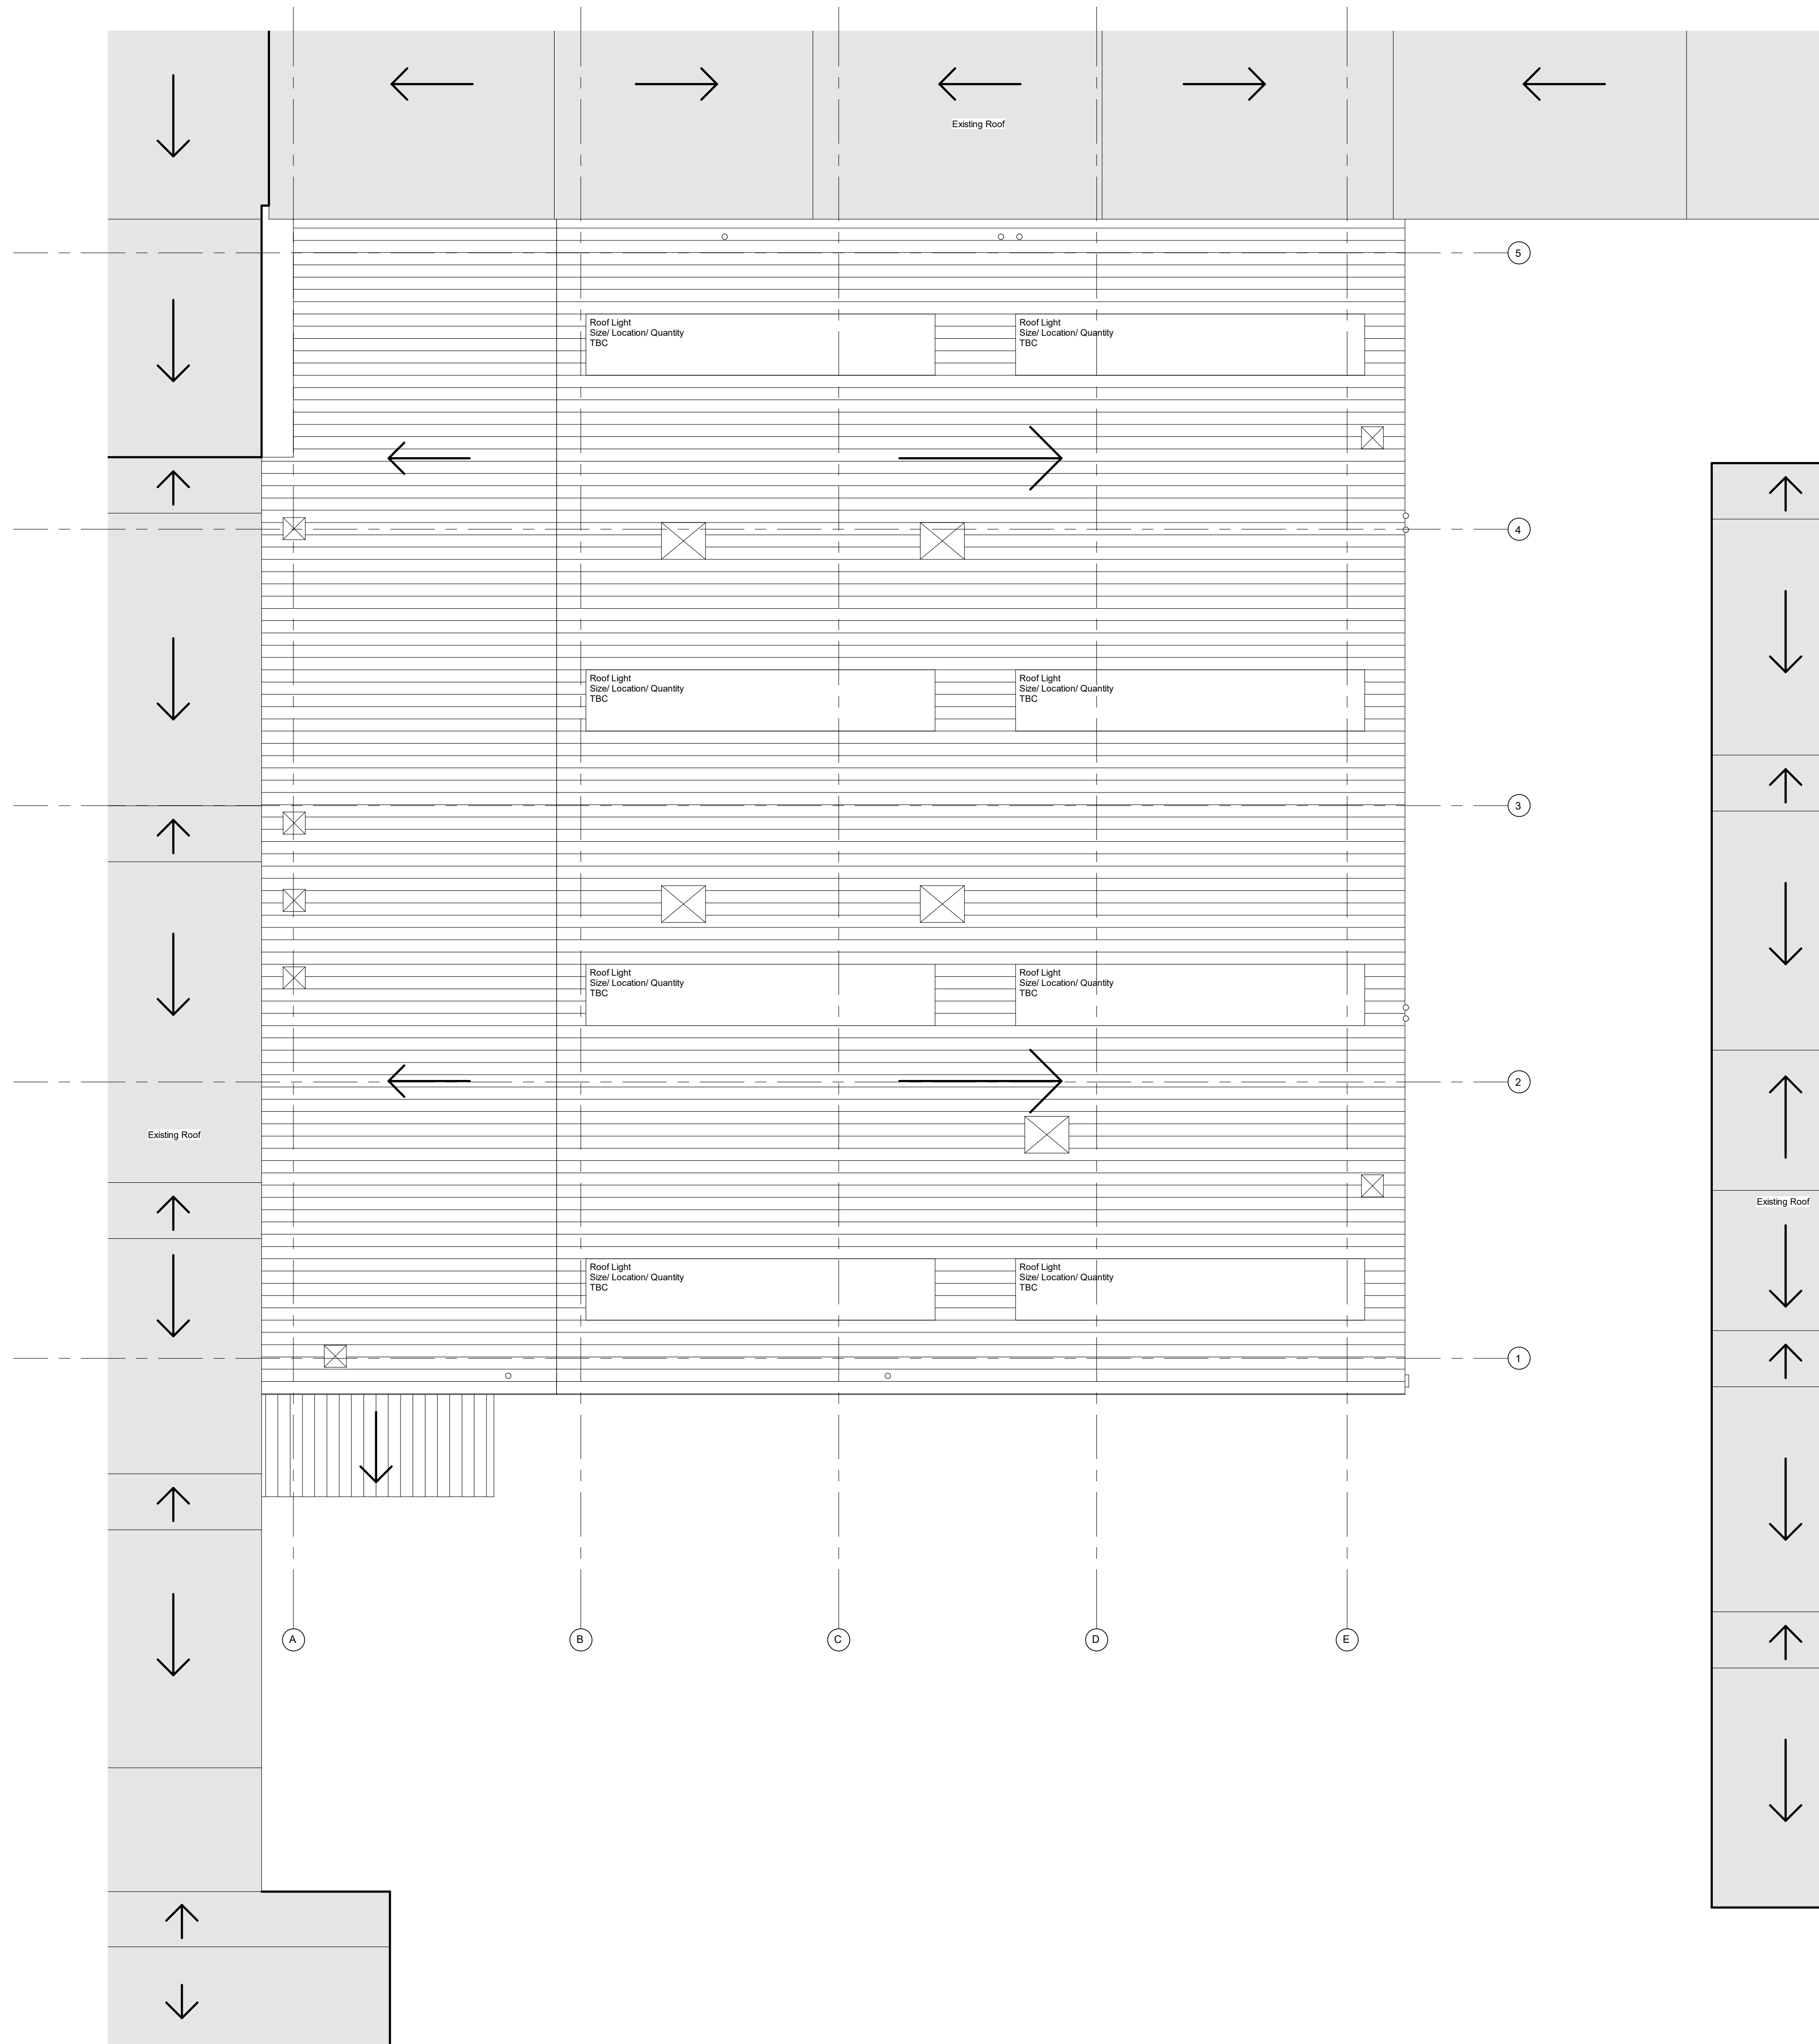 Existing Roof
5
Roof Light
Size/ Location/ Quantity
TBC
Roof Light
Size/ Location/ Quantity
TBC
4
Roof Light
Size/ Location/ Quantity
TBC
Roof Light
Size/ Location/ Quantity
TBC
3
Roof Light
Size/ Location/ Quantity
TBC
Roof Light
Size/ Location/ Quantity
TBC
2
Existing Roof
Existing Roof
Roof Light
Size/ Location/ Quantity
TBC
Roof Light
Size/ Location/ Quantity
TBC
1
A
B
C
D
E